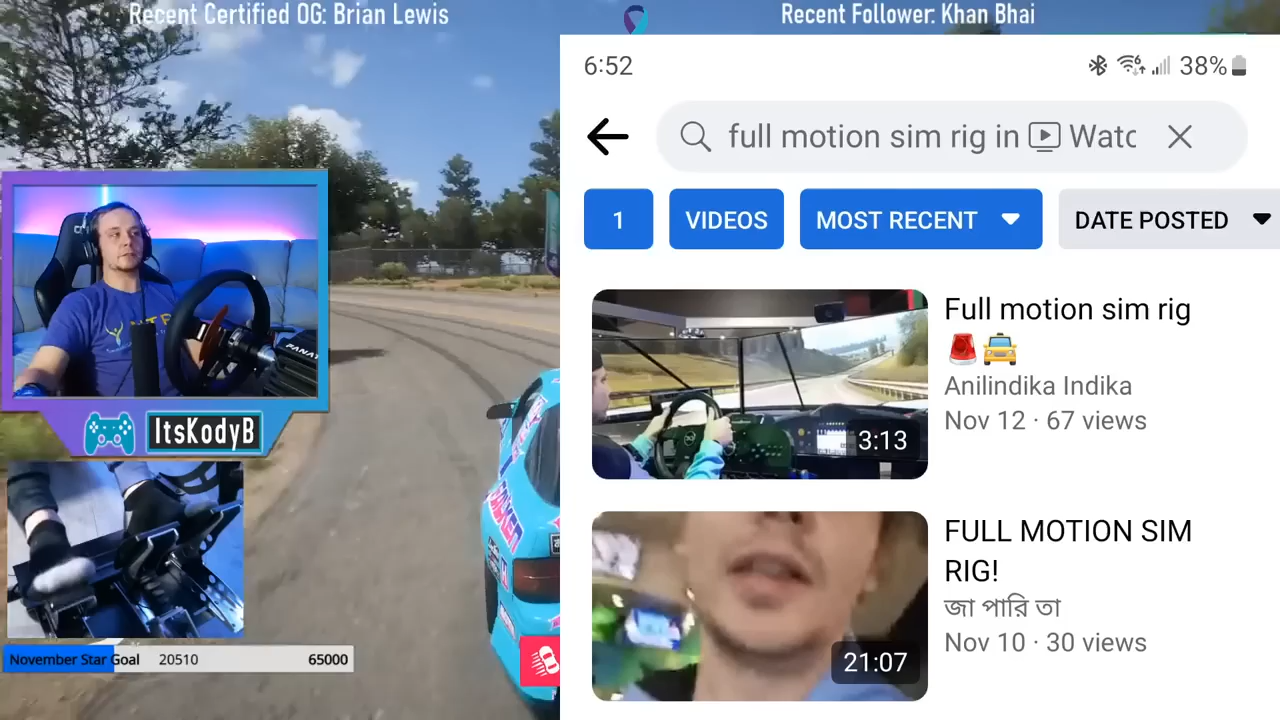 Recent Certified OG: Brian Lewis
Recent Follower: Khan Bhai
6:52
38%
full motion sim rig in Watc
1
VIDEOS
MOST RECENT
DATE POSTED
3:13
Full motion sim rig
Anilindika Indika
Nov 12 · 67 views
21:07
FULL MOTION SIM
RIG!
জা পারি তা
Nov 10 · 30 views
ItsKodyB
November Star Goal 20510 65000